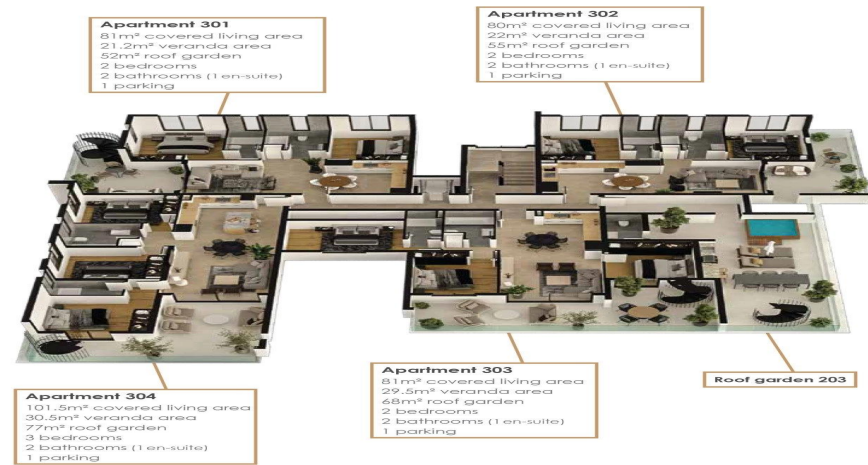 Apartment 301
81m² covered living area
21.2m² veranda area
52m² roof garden
2 bedrooms
2 bathrooms (1 en-suite)
1 parking
Apartment 302
80m² covered living area
22m² veranda area
55m² roof garden
2 bedrooms
2 bathrooms (1 en-suite)
1 parking
Apartment 304
101.5m² covered living area
30.5m² veranda area
77m² roof garden
3 bedrooms
2 bathrooms (1 en-suite)
1 parking
Apartment 303
81m² covered living area
29.5m² veranda area
68m² roof garden
2 bedrooms
2 bathrooms (1 en-suite)
1 parking
Roof garden 203